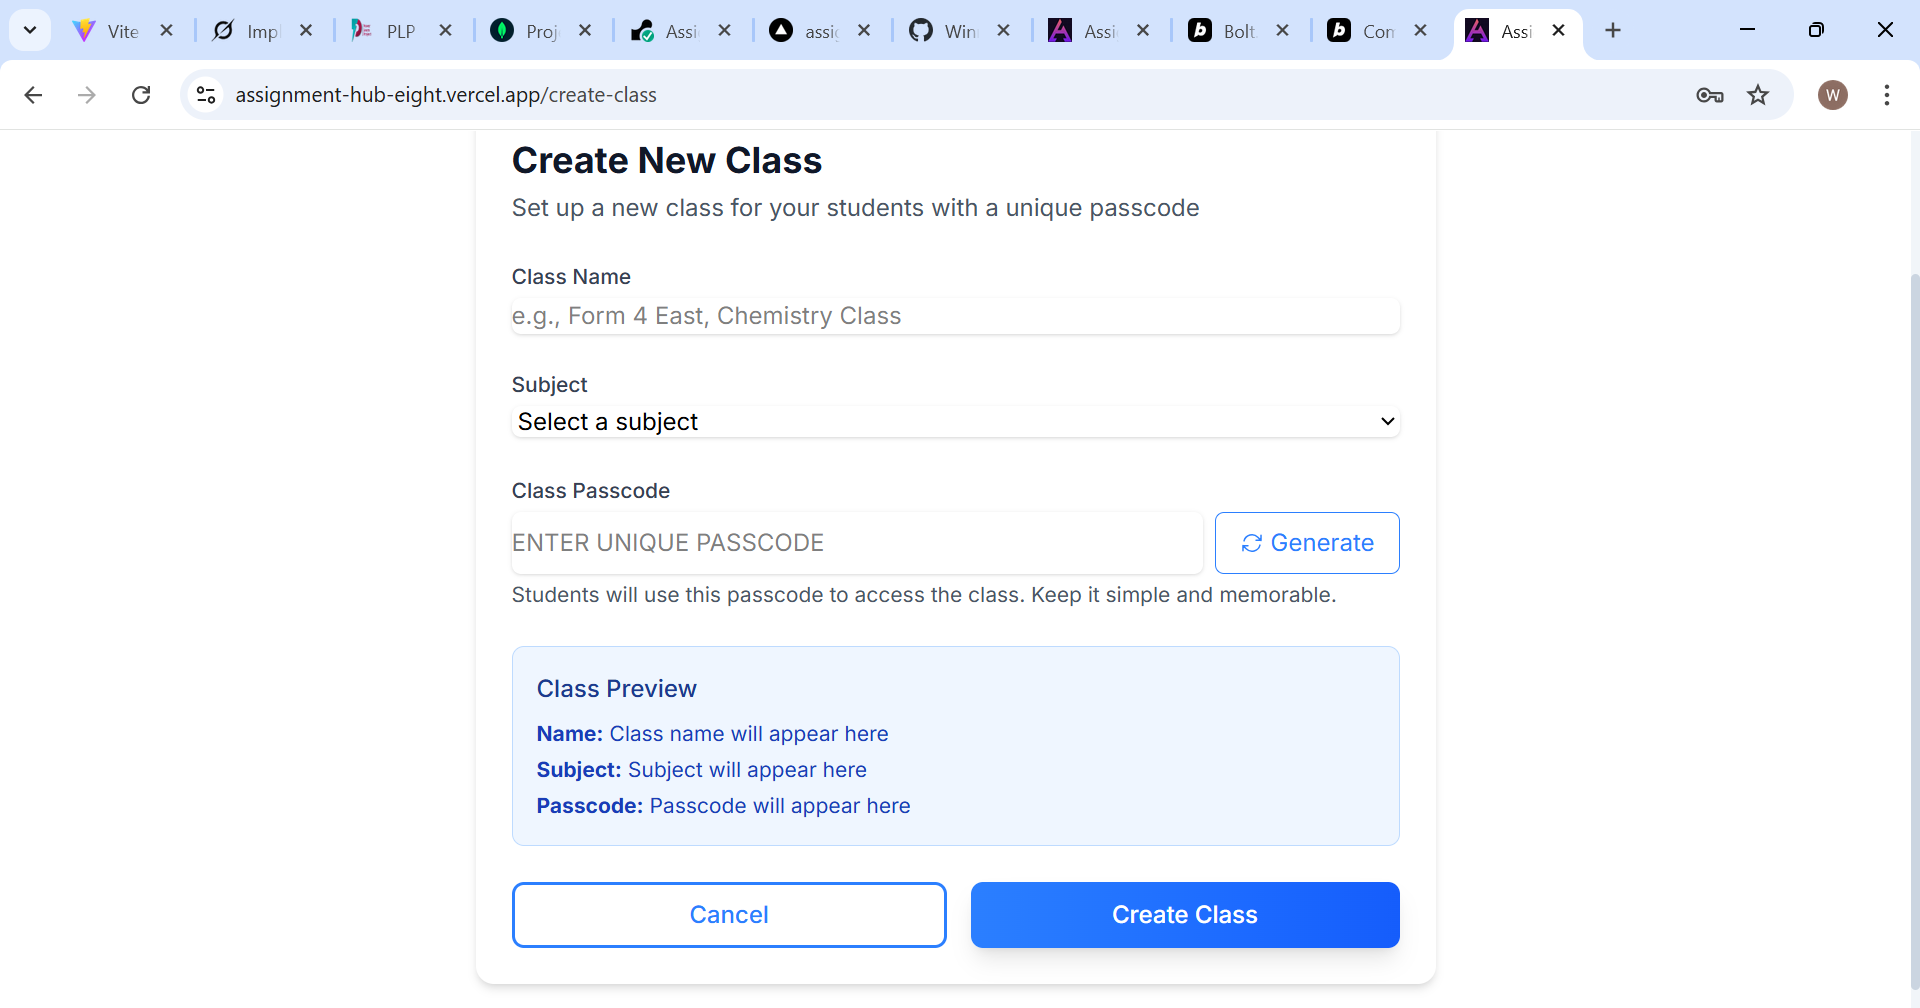 Vite
Imp
PLP
Proj
Assi
assig
Win
Assi
Bolt
Com
Assi
assignment-hub-eight.vercel.app/create-class
W
Create New Class
Set up a new class for your students with a unique passcode
Class Name
e.g., Form 4 East, Chemistry Class
Subject
Select a subject
Class Passcode
ENTER UNIQUE PASSCODE
Generate
Students will use this passcode to access the class. Keep it simple and memorable.
Class Preview
Name: Class name will appear here
Subject: Subject will appear here
Passcode: Passcode will appear here
Cancel
Create Class